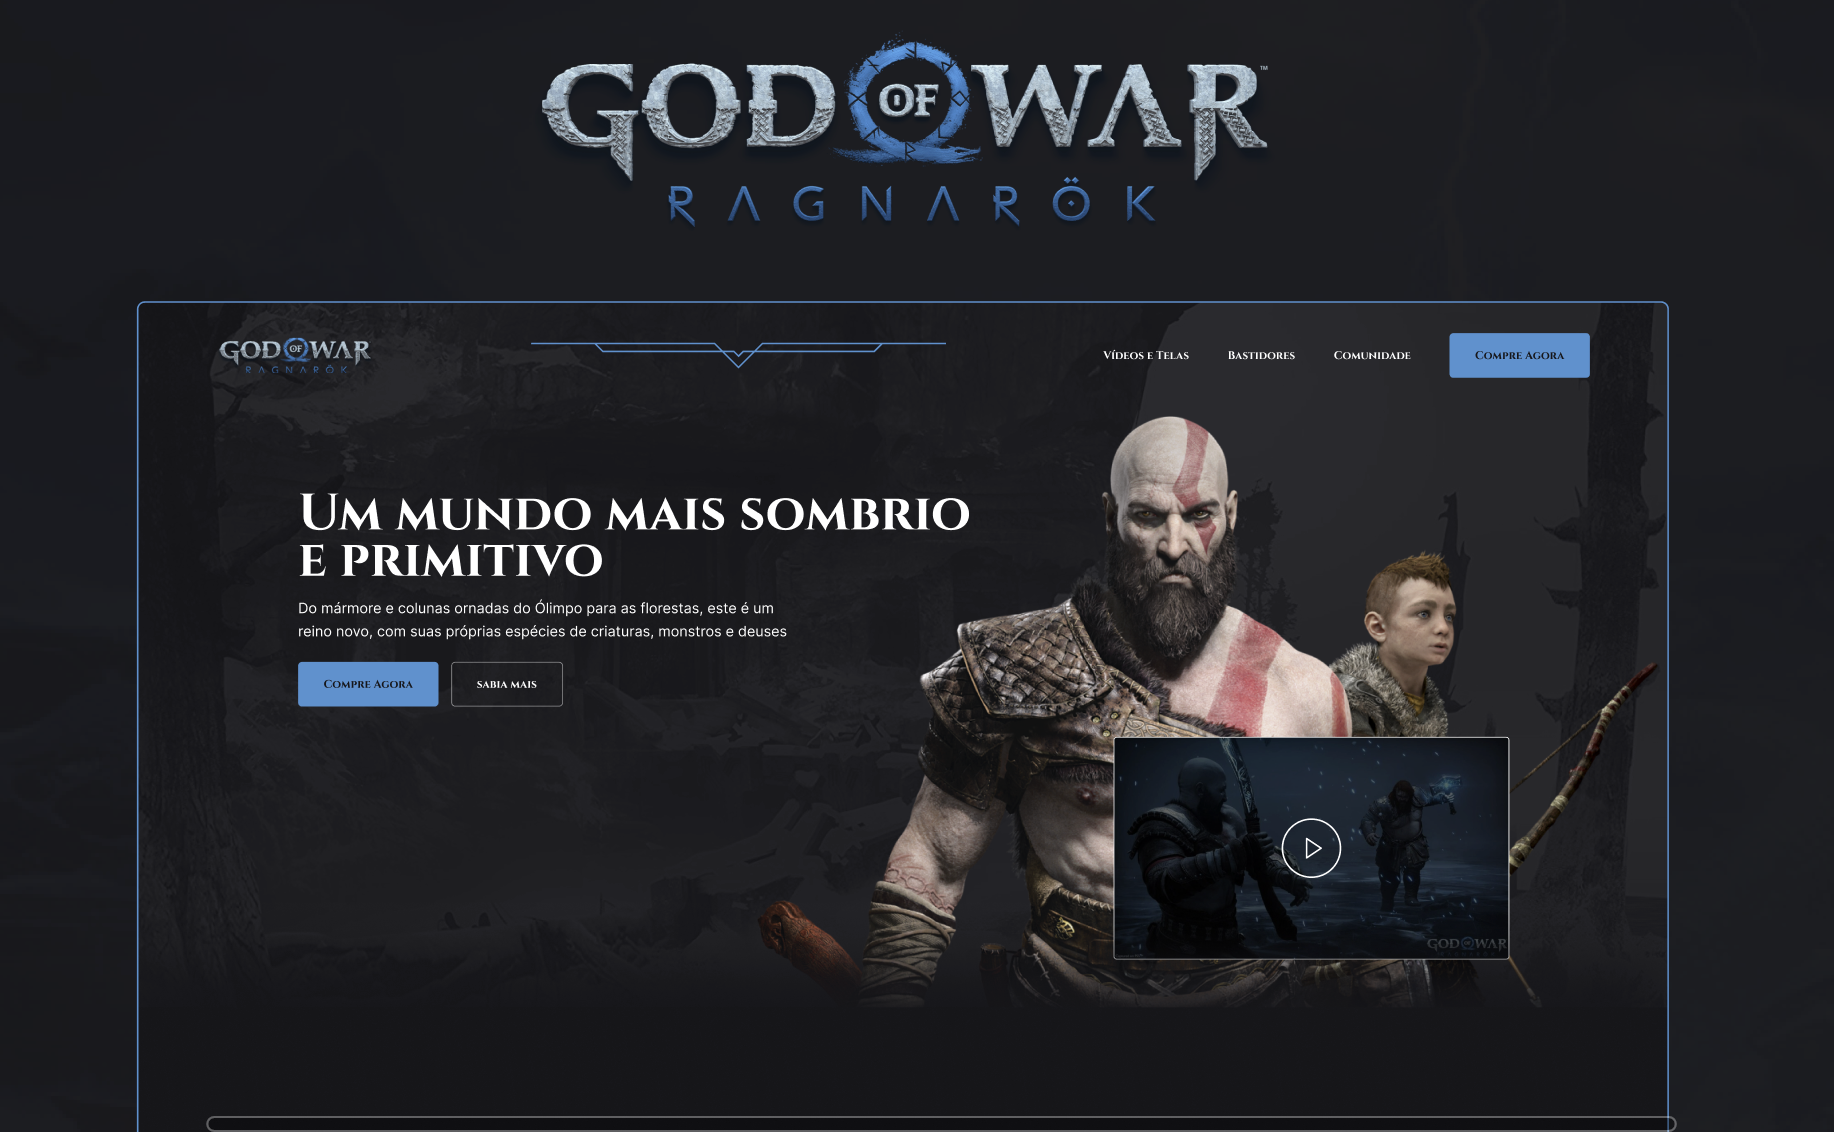 GOD OF WAR™
RAGNARÖK
GOD OF WAR
RAGNARÖK
Vídeos e Telas
Bastidores
Comunidade
Compre Agora
Um mundo mais sombrio
e primitivo
Do mármore e colunas ornadas do Ólimpo para as florestas, este é um
reino novo, com suas próprias espécies de criaturas, monstros e deuses
Compre Agora
sabia mais
GOD OF WAR